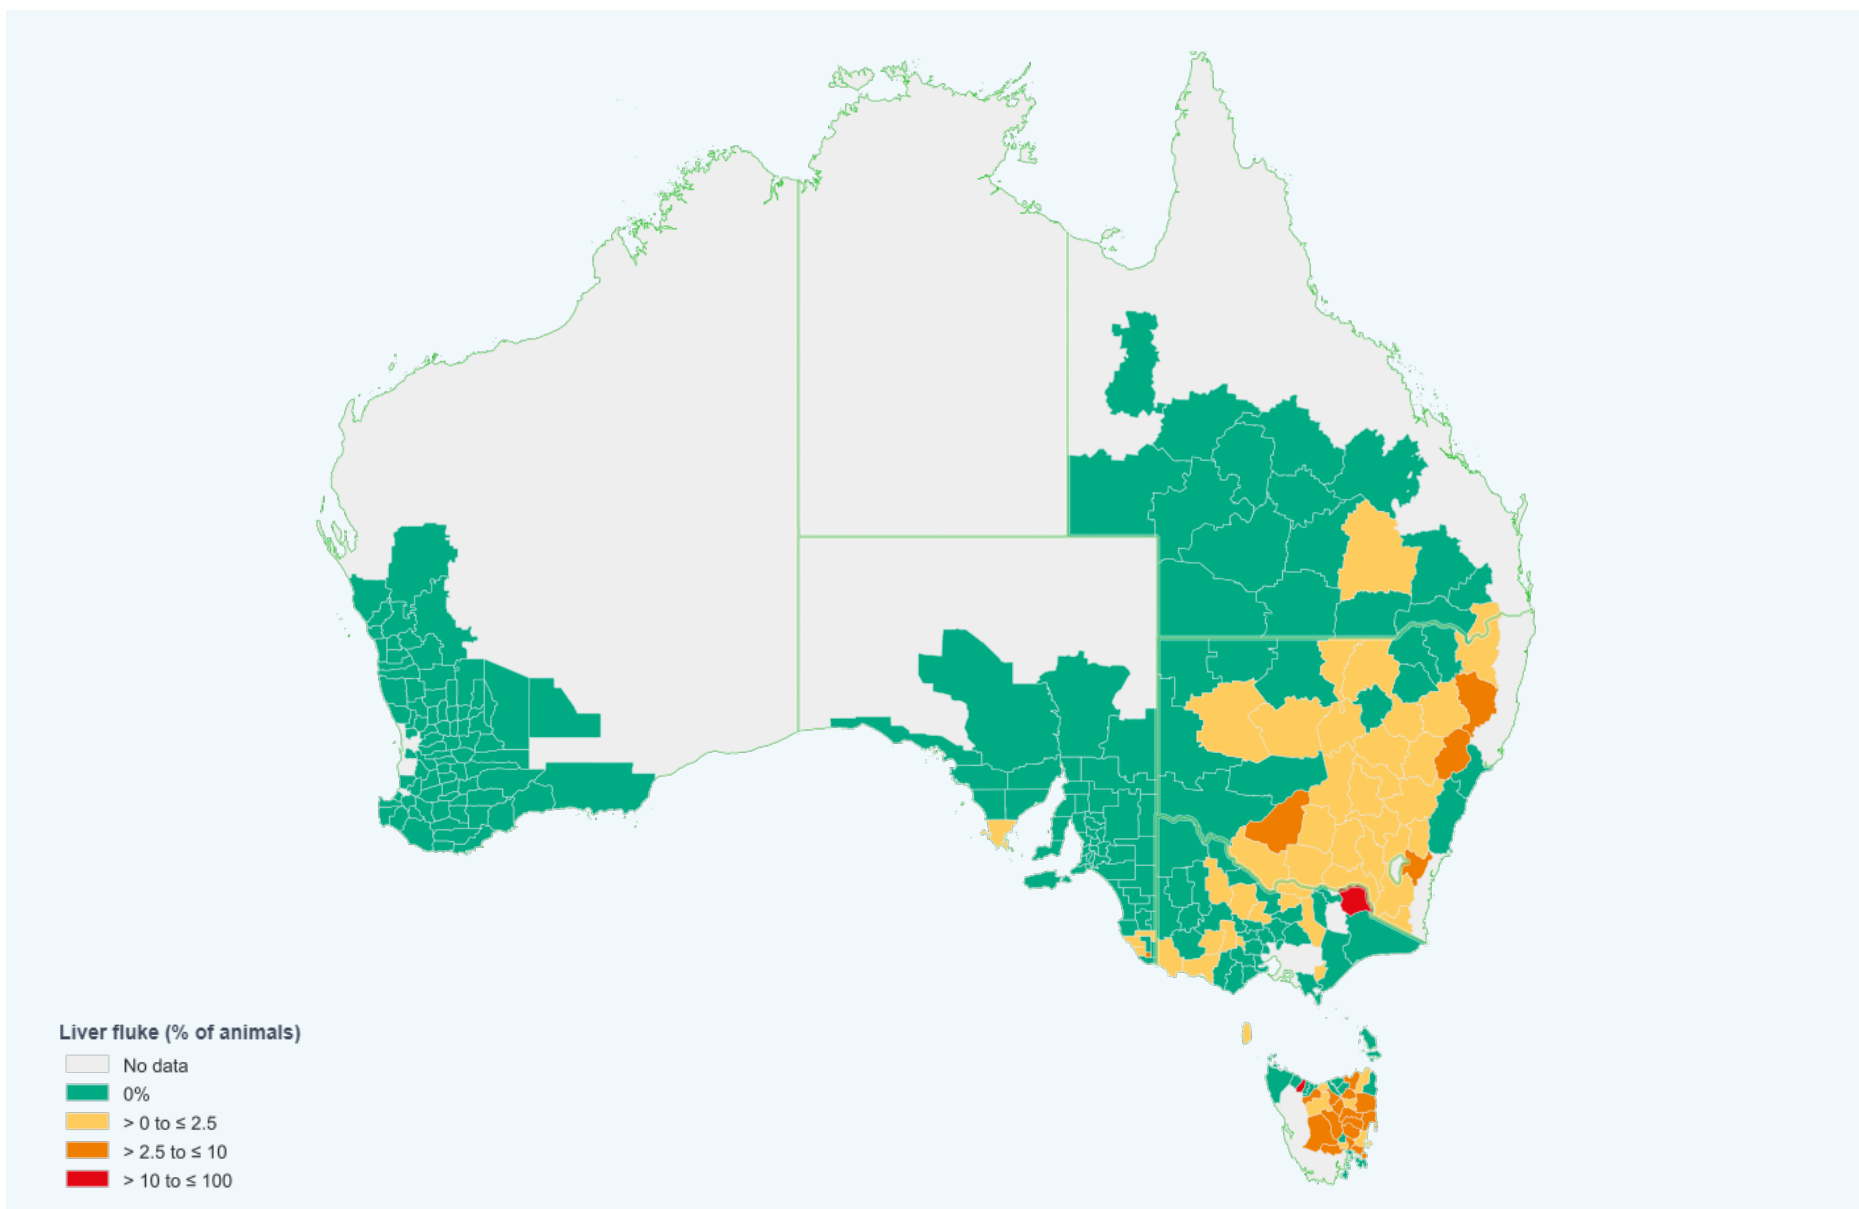 Liver fluke (% of animals)
No data
0%
> 0 to ≤ 2.5
> 2.5 to ≤ 10
> 10 to ≤ 100